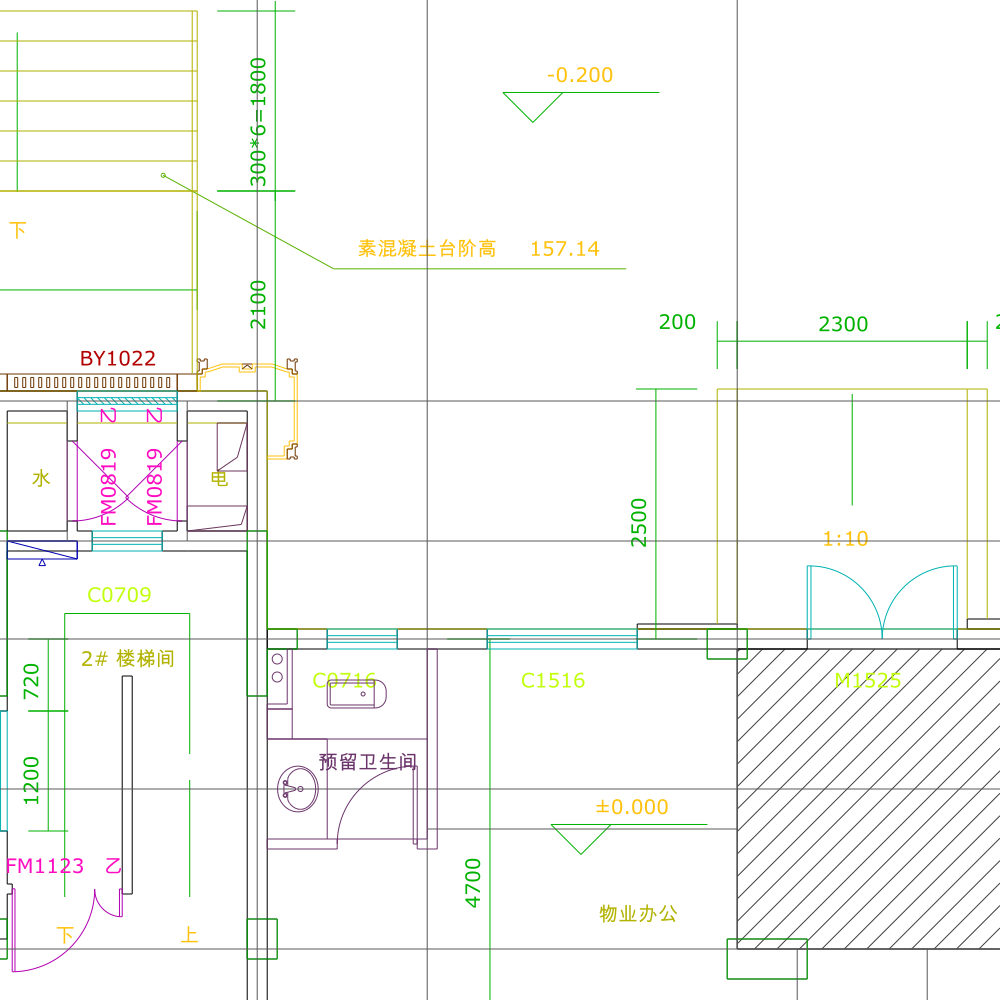 300*6=1800
-0.200
下
素混凝土台阶高 157.14
2100
200
2300
BY1022
乙
乙
FM0819
FM0819
水
电
2500
1:10
C0709
2# 楼梯间
C0716
C1516
M1525
720
预留卫生间
1200
±0.000
FM1123 乙
4700
物业办公
下
上
K